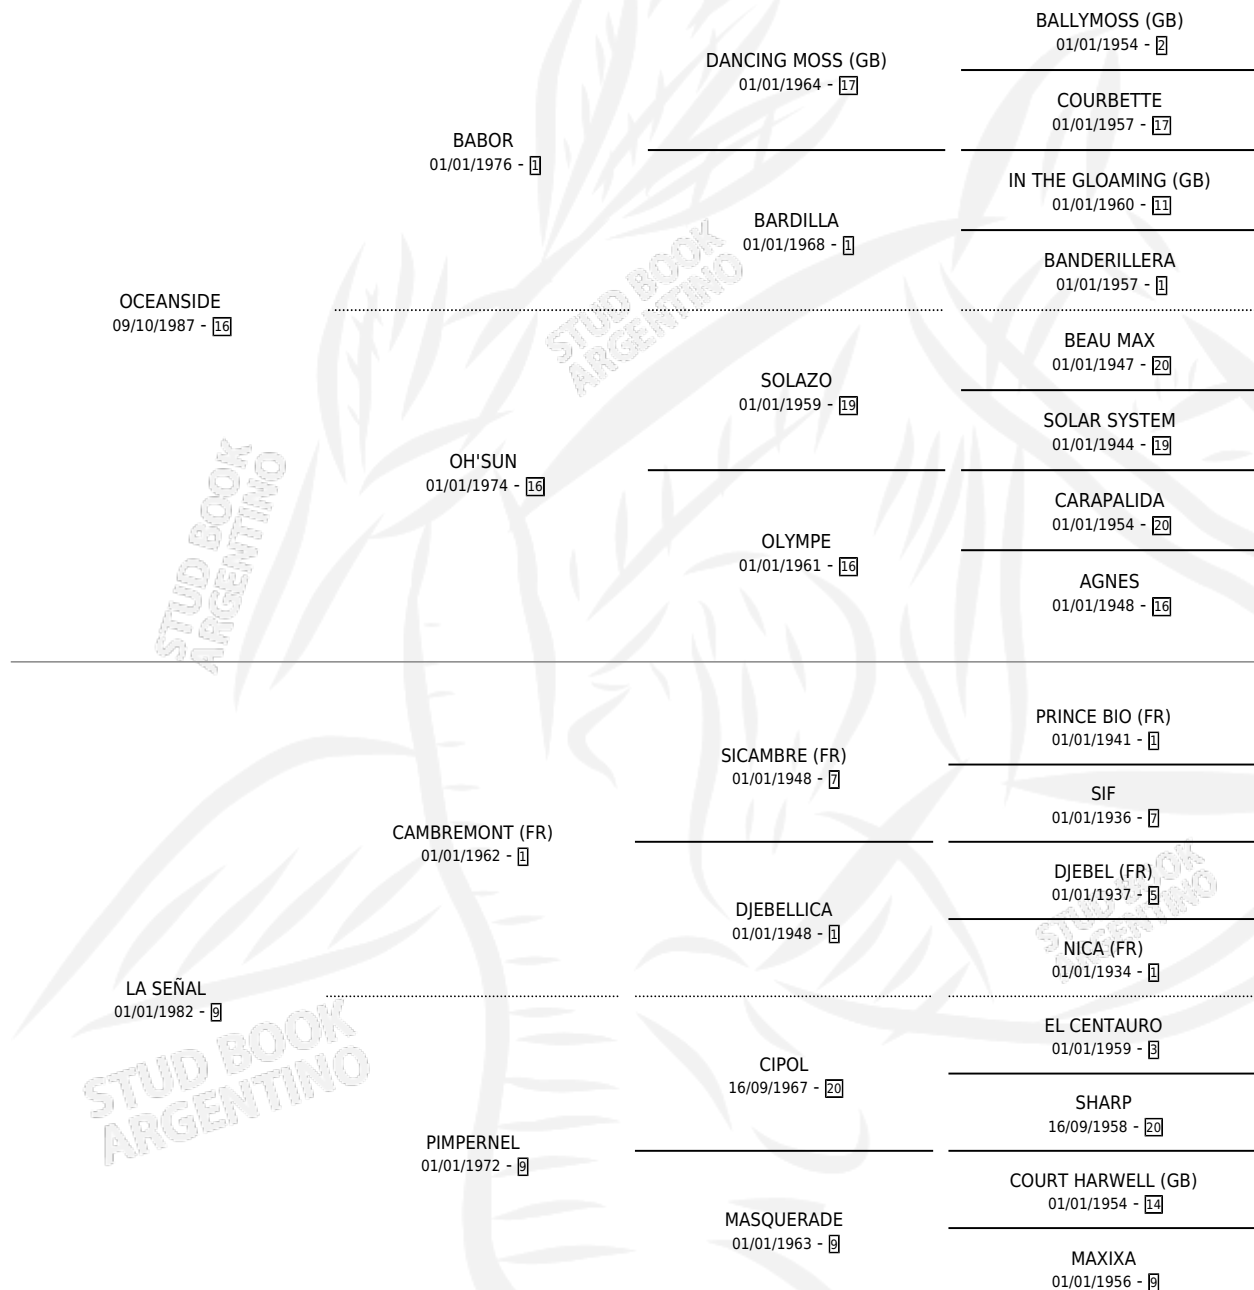 BALLYMOSS (GB)
01/01/1954 - 2
DANCING MOSS (GB)
01/01/1964 - 17
COURBETTE
01/01/1957 - 17
BABOR
01/01/1976 - 1
IN THE GLOAMING (GB)
01/01/1960 - 11
BARDILLA
01/01/1968 - 1
BANDERILLERA
01/01/1957 - 1
OCEANSIDE
09/10/1987 - 16
STUD BOOK
ARGENTINO
BEAU MAX
01/01/1947 - 20
SOLAZO
01/01/1959 - 19
SOLAR SYSTEM
01/01/1944 - 19
OH'SUN
01/01/1974 - 16
CARAPALIDA
01/01/1954 - 20
OLYMPE
01/01/1961 - 16
AGNES
01/01/1948 - 16
STUD BOOK
ARGENTINO
PRINCE BIO (FR)
01/01/1941 - 1
SICAMBRE (FR)
01/01/1948 - 7
SIF
01/01/1936 - 7
CAMBREMONT (FR)
01/01/1962 - 1
DJEBEL (FR)
01/01/1937 - 5
DJEBELLICA
01/01/1948 - 1
NICA (FR)
01/01/1934 - 1
STUD BOOK
ARGENTINO
LA SEÑAL
01/01/1982 - 9
EL CENTAURO
01/01/1959 - 3
CIPOL
16/09/1967 - 20
SHARP
16/09/1958 - 20
STUD BOOK
ARGENTINO
PIMPERNEL
01/01/1972 - 9
COURT HARWELL (GB)
01/01/1954 - 14
MASQUERADE
01/01/1963 - 9
MAXIXA
01/01/1956 - 9